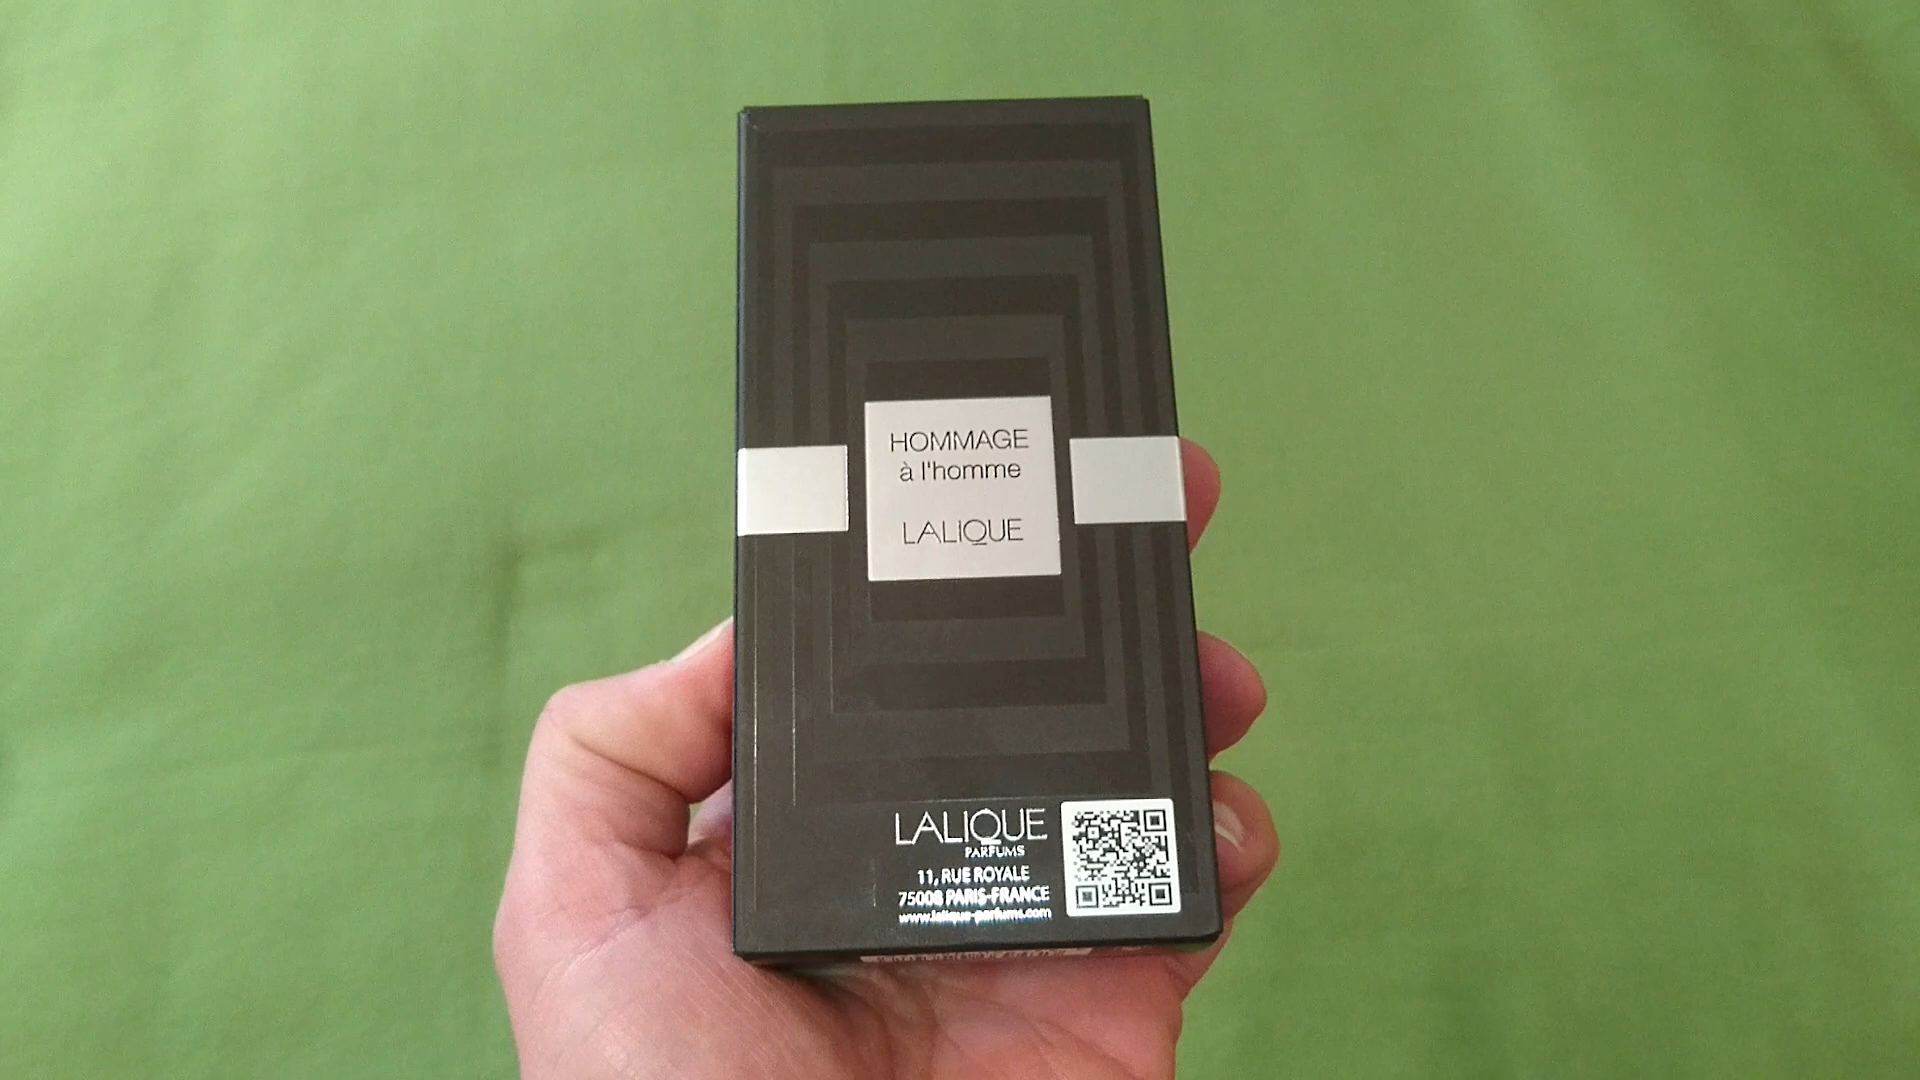 HOMMAGE
à l'homme
LALIQUE
LALIQUE
PARFUMS
11, RUE ROYALE
75008 PARIS-FRANCE
www.lalique-parfums.com